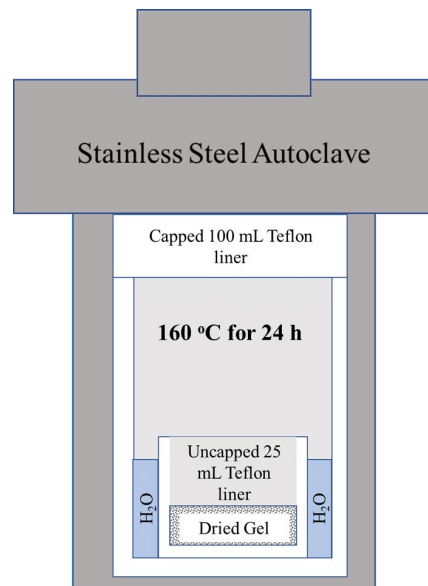 Stainless Steel Autoclave
Capped 100 mL Teflon
liner
160 °C for 24 h
Uncapped 25
mL Teflon
liner
H₂O
Dried Gel
H₂O